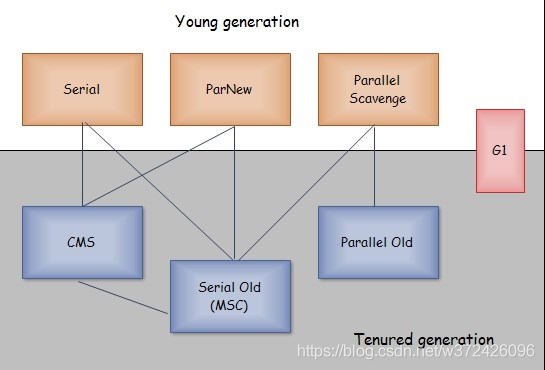 Young generation
Serial
ParNew
Parallel
Scavenge
G1
CMS
Serial Old
(MSC)
Parallel Old
Tenured generation
https://blog.csdn.net/w372426096